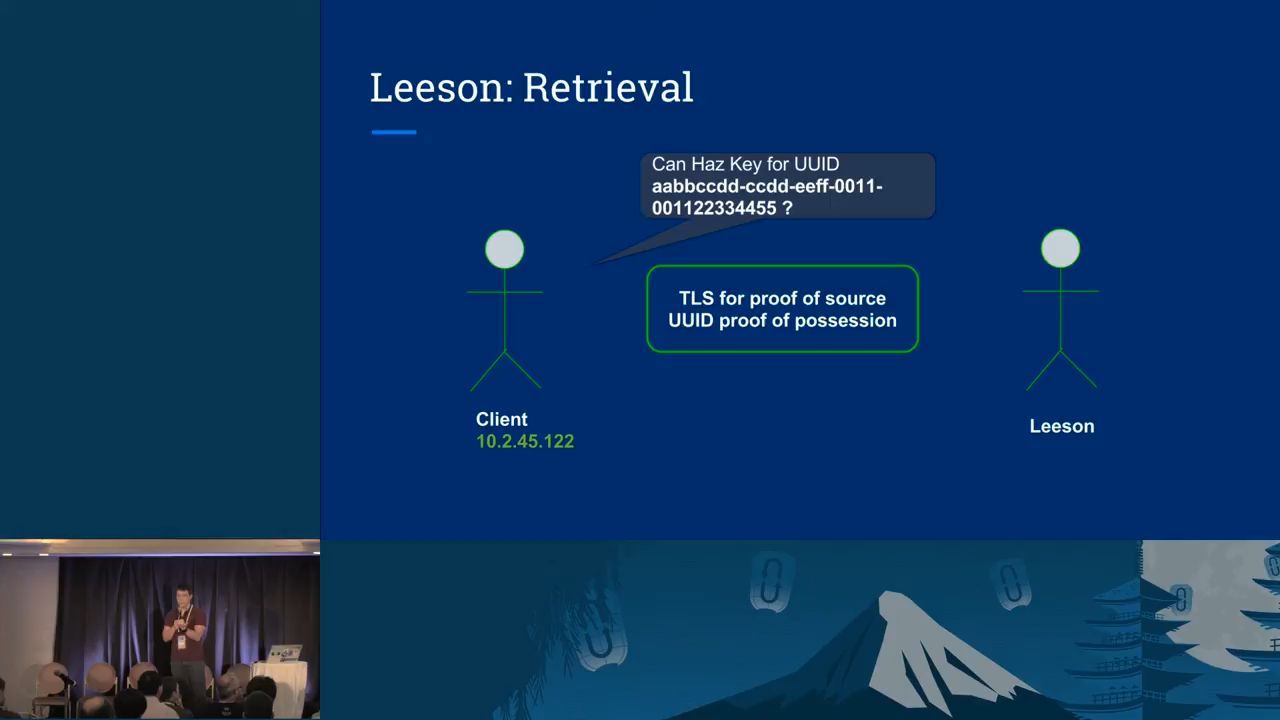 Leeson: Retrieval
Can Haz Key for UUID
aabbccdd-ccdd-eeff-0011-
001122334455 ?
TLS for proof of source
UUID proof of possession
Client
10.2.45.122
Leeson